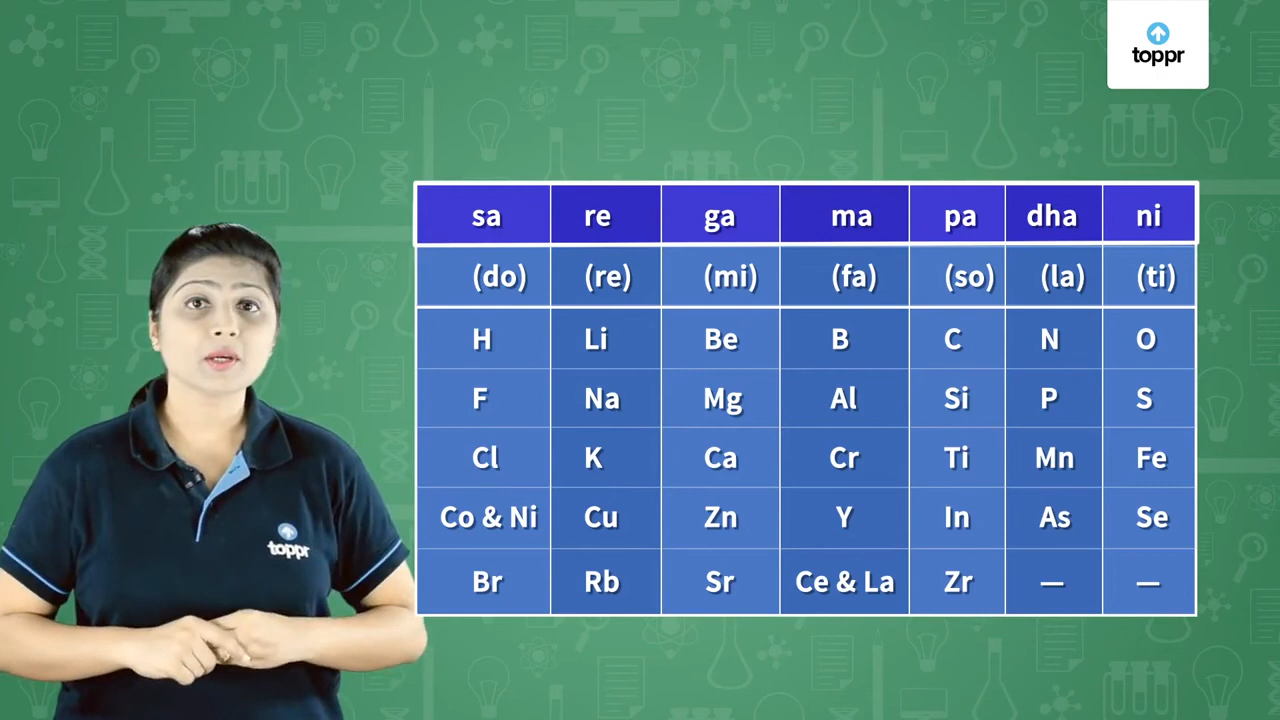 toppr
sa re ga ma pa dha ni
(do) (re) (mi) (fa) (so) (la) (ti)
H Li Be B C N O
F Na Mg Al Si P S
Cl K Ca Cr Ti Mn Fe
Co & Ni Cu Zn Y In As Se
Br Rb Sr Ce & La Zr — —
toppr